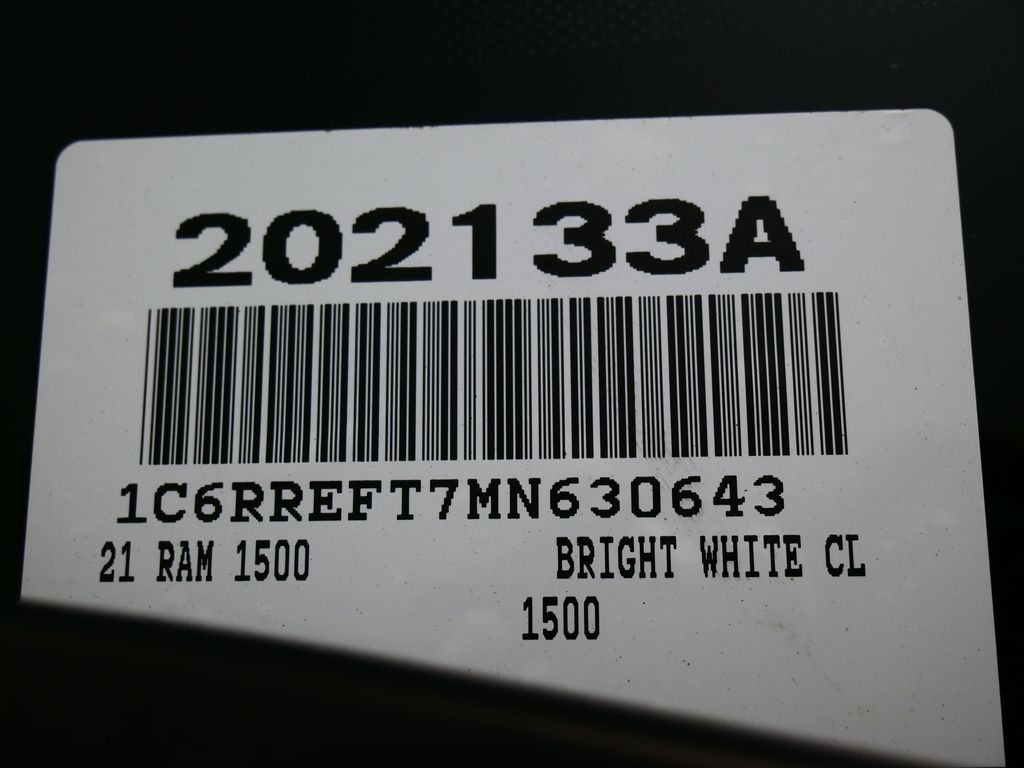 202133A
1C6RREFT7MN630643
21 RAM 1500 BRIGHT WHITE CL
1500